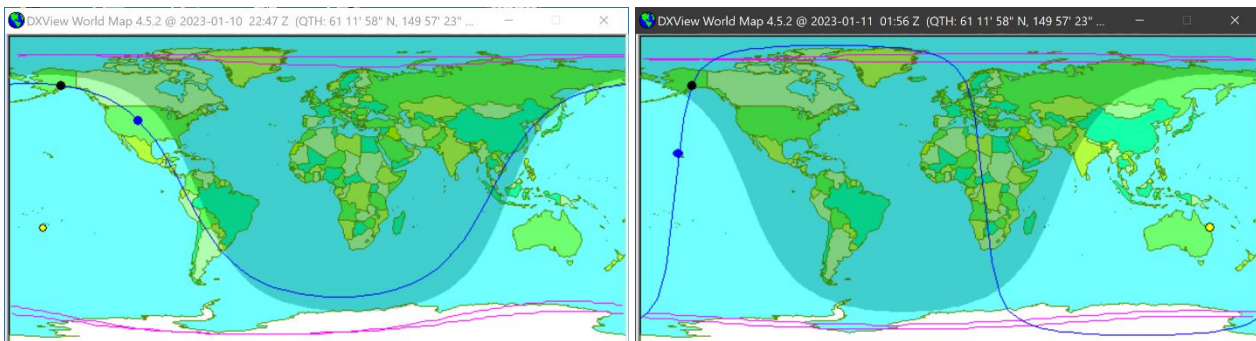 DXView World Map 4.5.2 @ 2023-01-10 22:47 Z (QTH: 61 11' 58" N, 149 57' 23" ...
DXView World Map 4.5.2 @ 2023-01-11 01:56 Z (QTH: 61 11' 58" N, 149 57' 23" ...